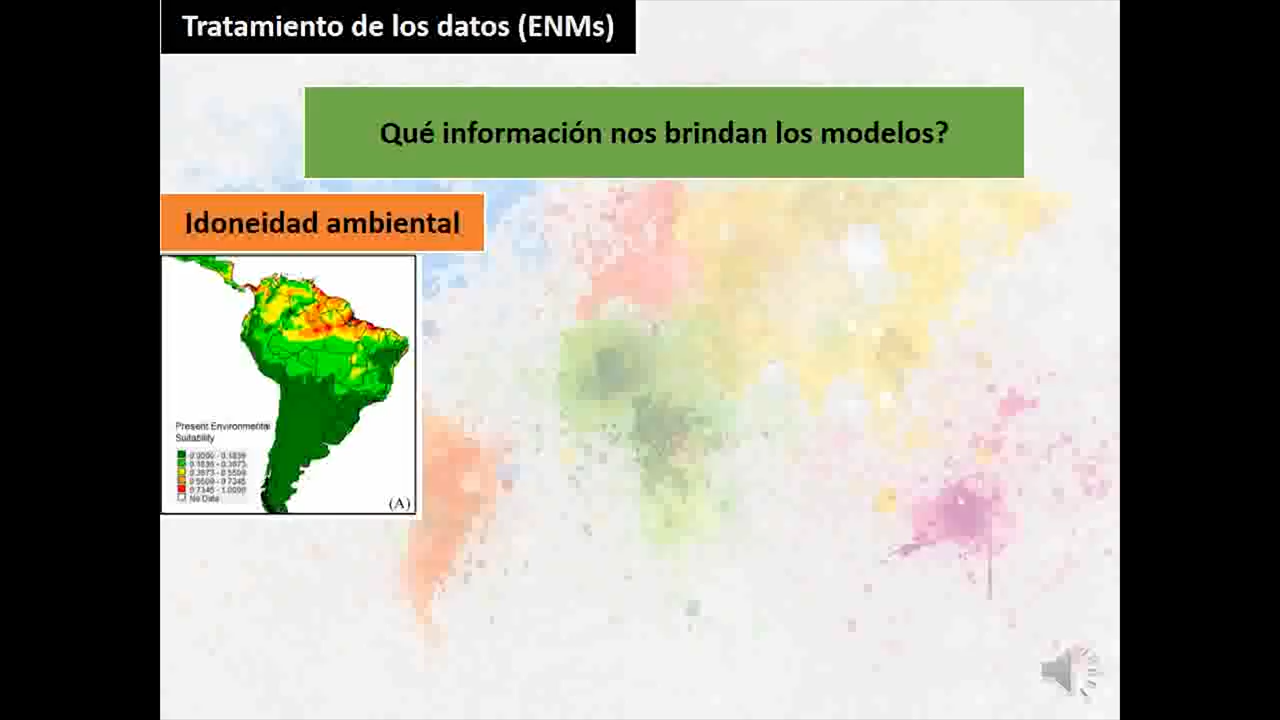 Tratamiento de los datos (ENMs)
Qué información nos brindan los modelos?
Idoneidad ambiental
Present Environmental
Suitability
No Data
(A)